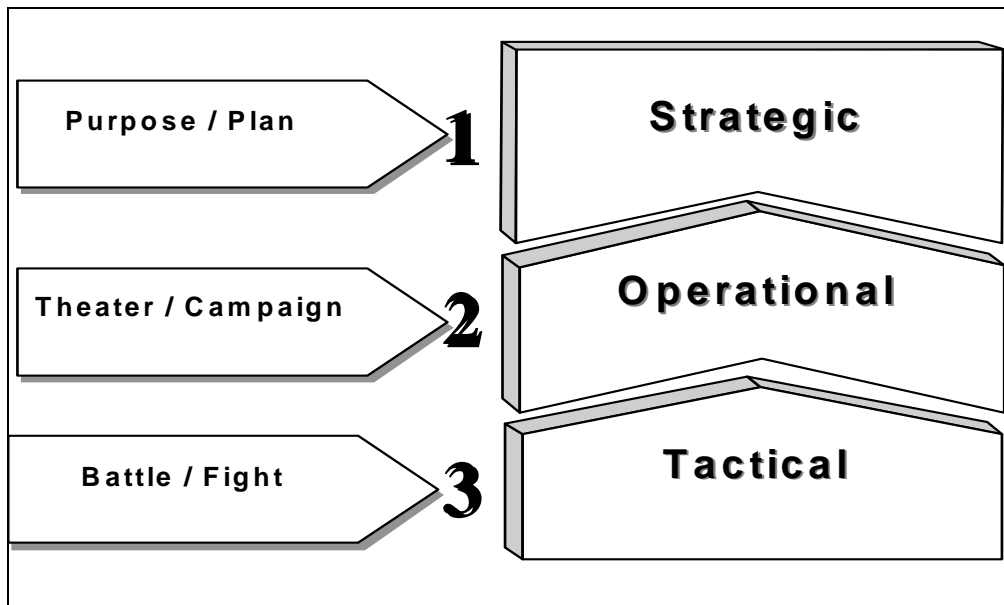 Purpose / Plan
1
Strategic
Theater / Campaign
2
Operational
Battle / Fight
3
Tactical